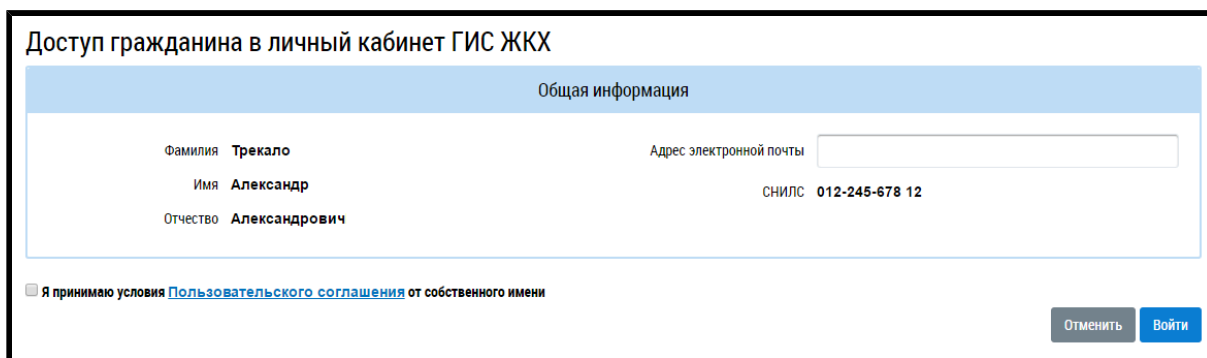 Доступ гражданина в личный кабинет ГИС ЖКХ
Общая информация
Фамилия Трекало
Имя Александр
Отчество Александрович
Адрес электронной почты
СНИЛС 012-245-678 12
Я принимаю условия Пользовательского соглашения от собственного имени
Отменить Войти